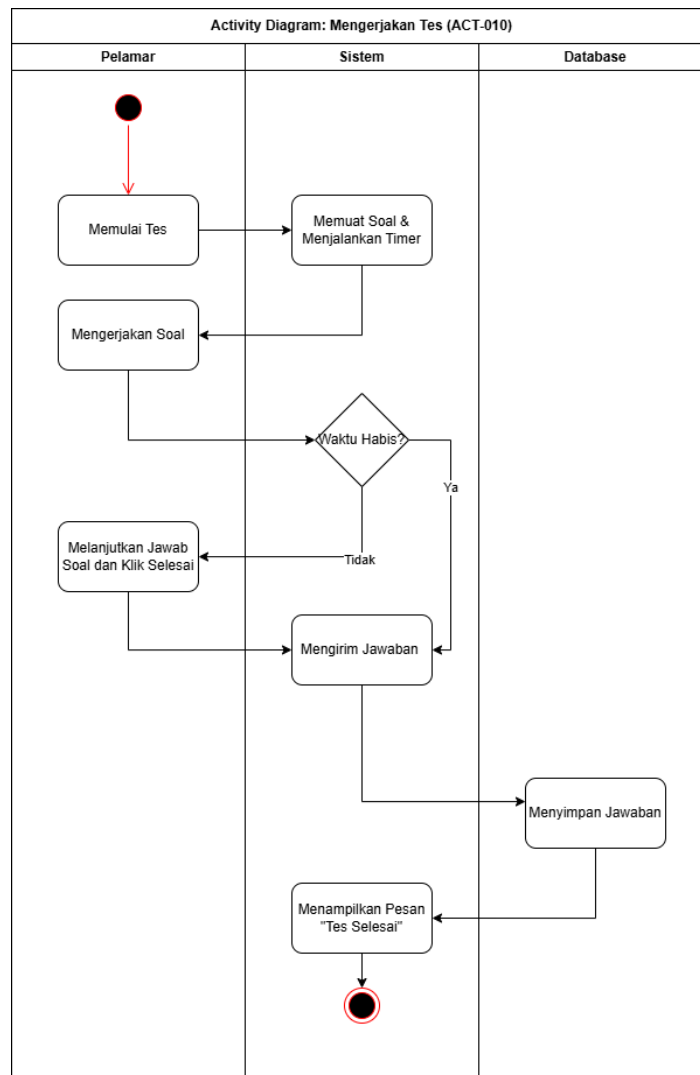 Activity Diagram: Mengerjakan Tes (ACT-010)
Pelamar
Sistem
Database
Memulai Tes
Memuat Soal &
Menjalankan Timer
Mengerjakan Soal
Waktu Habis?
Ya
Tidak
Melanjutkan Jawab
Soal dan Klik Selesai
Mengirim Jawaban
Menyimpan Jawaban
Menampilkan Pesan
"Tes Selesai"